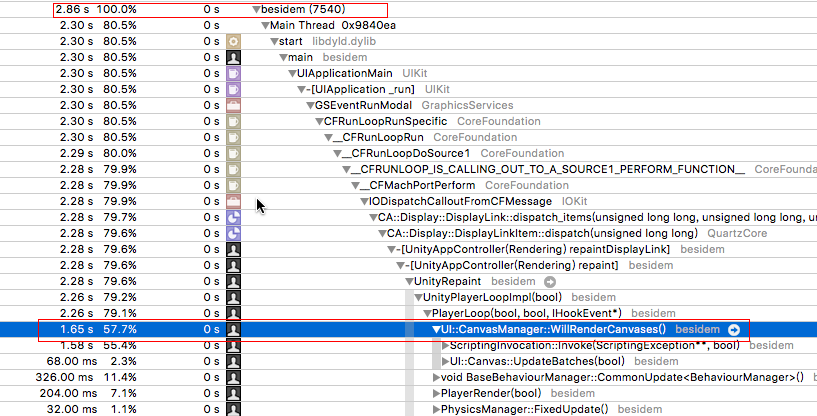 2.86 s 100.0% 0 s ▼besidem (7540)
2.30 s 80.5% 0 s ▼Main Thread 0x9840ea
2.30 s 80.5% 0 s ▼start libdyld.dylib
2.30 s 80.5% 0 s ▼main besidem
2.30 s 80.5% 0 s ▼UIApplicationMain UIKit
2.30 s 80.5% 0 s ▼-[UIApplication _run] UIKit
2.30 s 80.5% 0 s ▼GSEventRunModal GraphicsServices
2.30 s 80.5% 0 s ▼CFRunLoopRunSpecific CoreFoundation
2.30 s 80.5% 0 s ▼__CFRunLoopRun CoreFoundation
2.29 s 80.0% 0 s ▼__CFRunLoopDoSource1 CoreFoundation
2.28 s 79.9% 0 s ▼__CFRUNLOOP_IS_CALLING_OUT_TO_A_SOURCE1_PERFORM_FUNCTION__ CoreFounda
2.28 s 79.9% 0 s ▼__CFMachPortPerform CoreFoundation
2.28 s 79.9% 0 s ▼IODispatchCalloutFromCFMessage IOKit
2.28 s 79.7% 0 s ▼CA::Display::DisplayLink::dispatch_items(unsigned long long, unsigned long long, u
2.28 s 79.6% 0 s ▼CA::Display::DisplayLinkItem::dispatch(unsigned long long) QuartzCore
2.28 s 79.6% 0 s ▼-[UnityAppController(Rendering) repaintDisplayLink] besidem
2.28 s 79.6% 0 s ▼-[UnityAppController(Rendering) repaint] besidem
2.28 s 79.6% 0 s ▼UnityRepaint besidem
2.26 s 79.2% 0 s ▼UnityPlayerLoopImpl(bool) besidem
2.26 s 79.1% 0 s ▼PlayerLoop(bool, bool, IHookEvent*) besidem
1.65 s 57.7% 0 s ▼UI::CanvasManager::WillRenderCanvases() besidem
1.58 s 55.4% 0 s ▶ScriptingInvocation::Invoke(ScriptingException**, bool) besidem
68.00 ms 2.3% 0 s ▶UI::Canvas::UpdateBatches(bool) besidem
326.00 ms 11.4% 0 s ▶void BaseBehaviourManager::CommonUpdate<BehaviourManager>() besidem
204.00 ms 7.1% 0 s ▶PlayerRender(bool) besidem
32.00 ms 1.1% 0 s ▶PhysicsManager::FixedUpdate() besidem